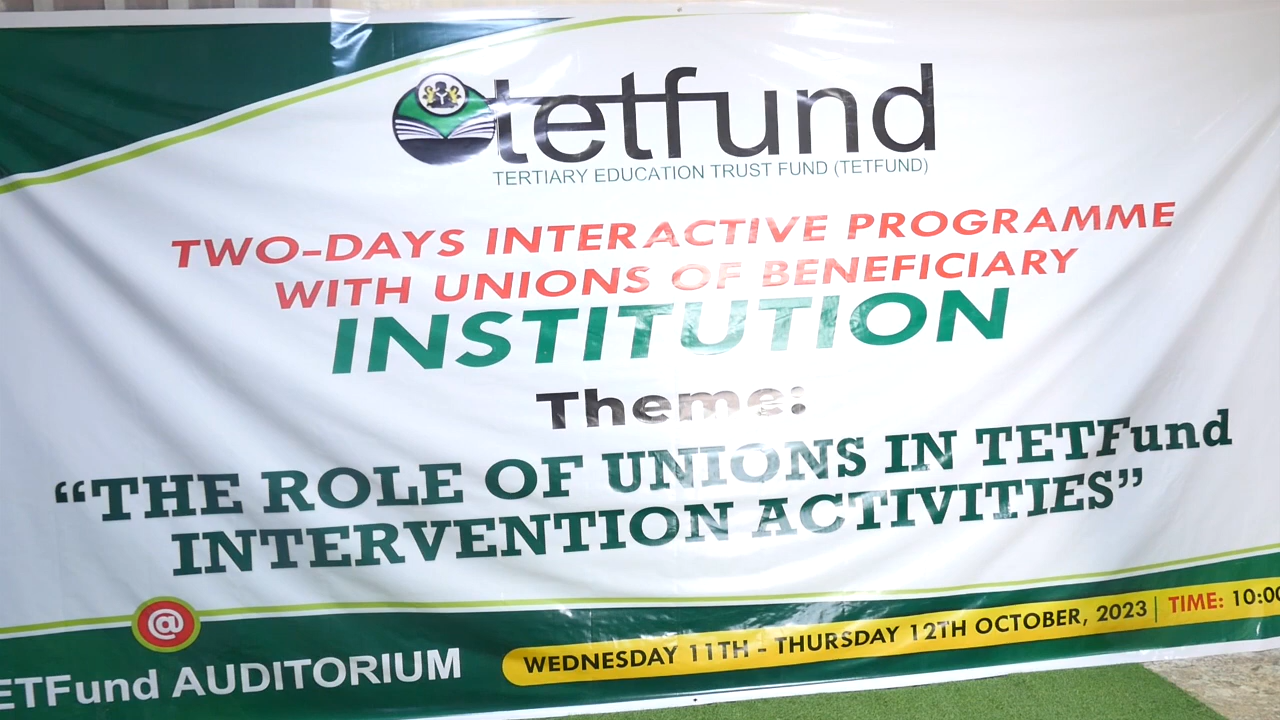 tetfund
TERTIARY EDUCATION TRUST FUND (TETFUND)
TWO-DAYS INTERACTIVE PROGRAMME
WITH UNIONS OF BENEFICIARY
INSTITUTION
Theme:
“THE ROLE OF UNIONS IN TETFund
INTERVENTION ACTIVITIES”
@
ETFund AUDITORIUM
WEDNESDAY 11TH - THURSDAY 12TH OCTOBER, 2023 | TIME: 10:00